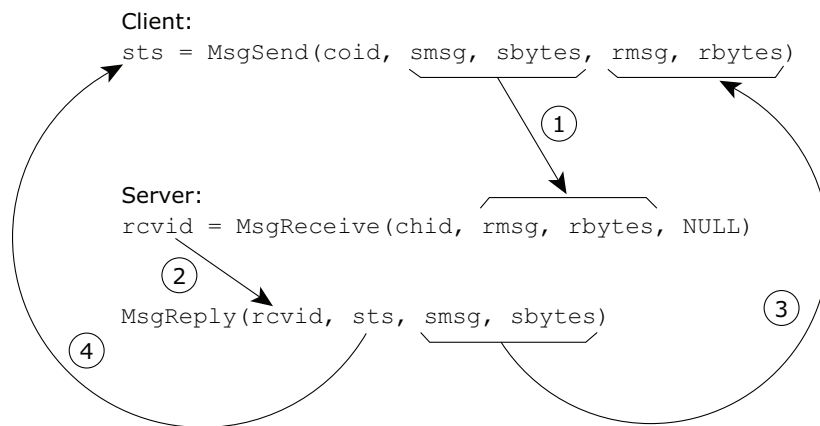 Client:
sts = MsgSend(coid, smsg, sbytes, rmsg, rbytes)
1
Server:
rcvid = MsgReceive(chid, rmsg, rbytes, NULL)
2
MsgReply(rcvid, sts, smsg, sbytes)
3
4